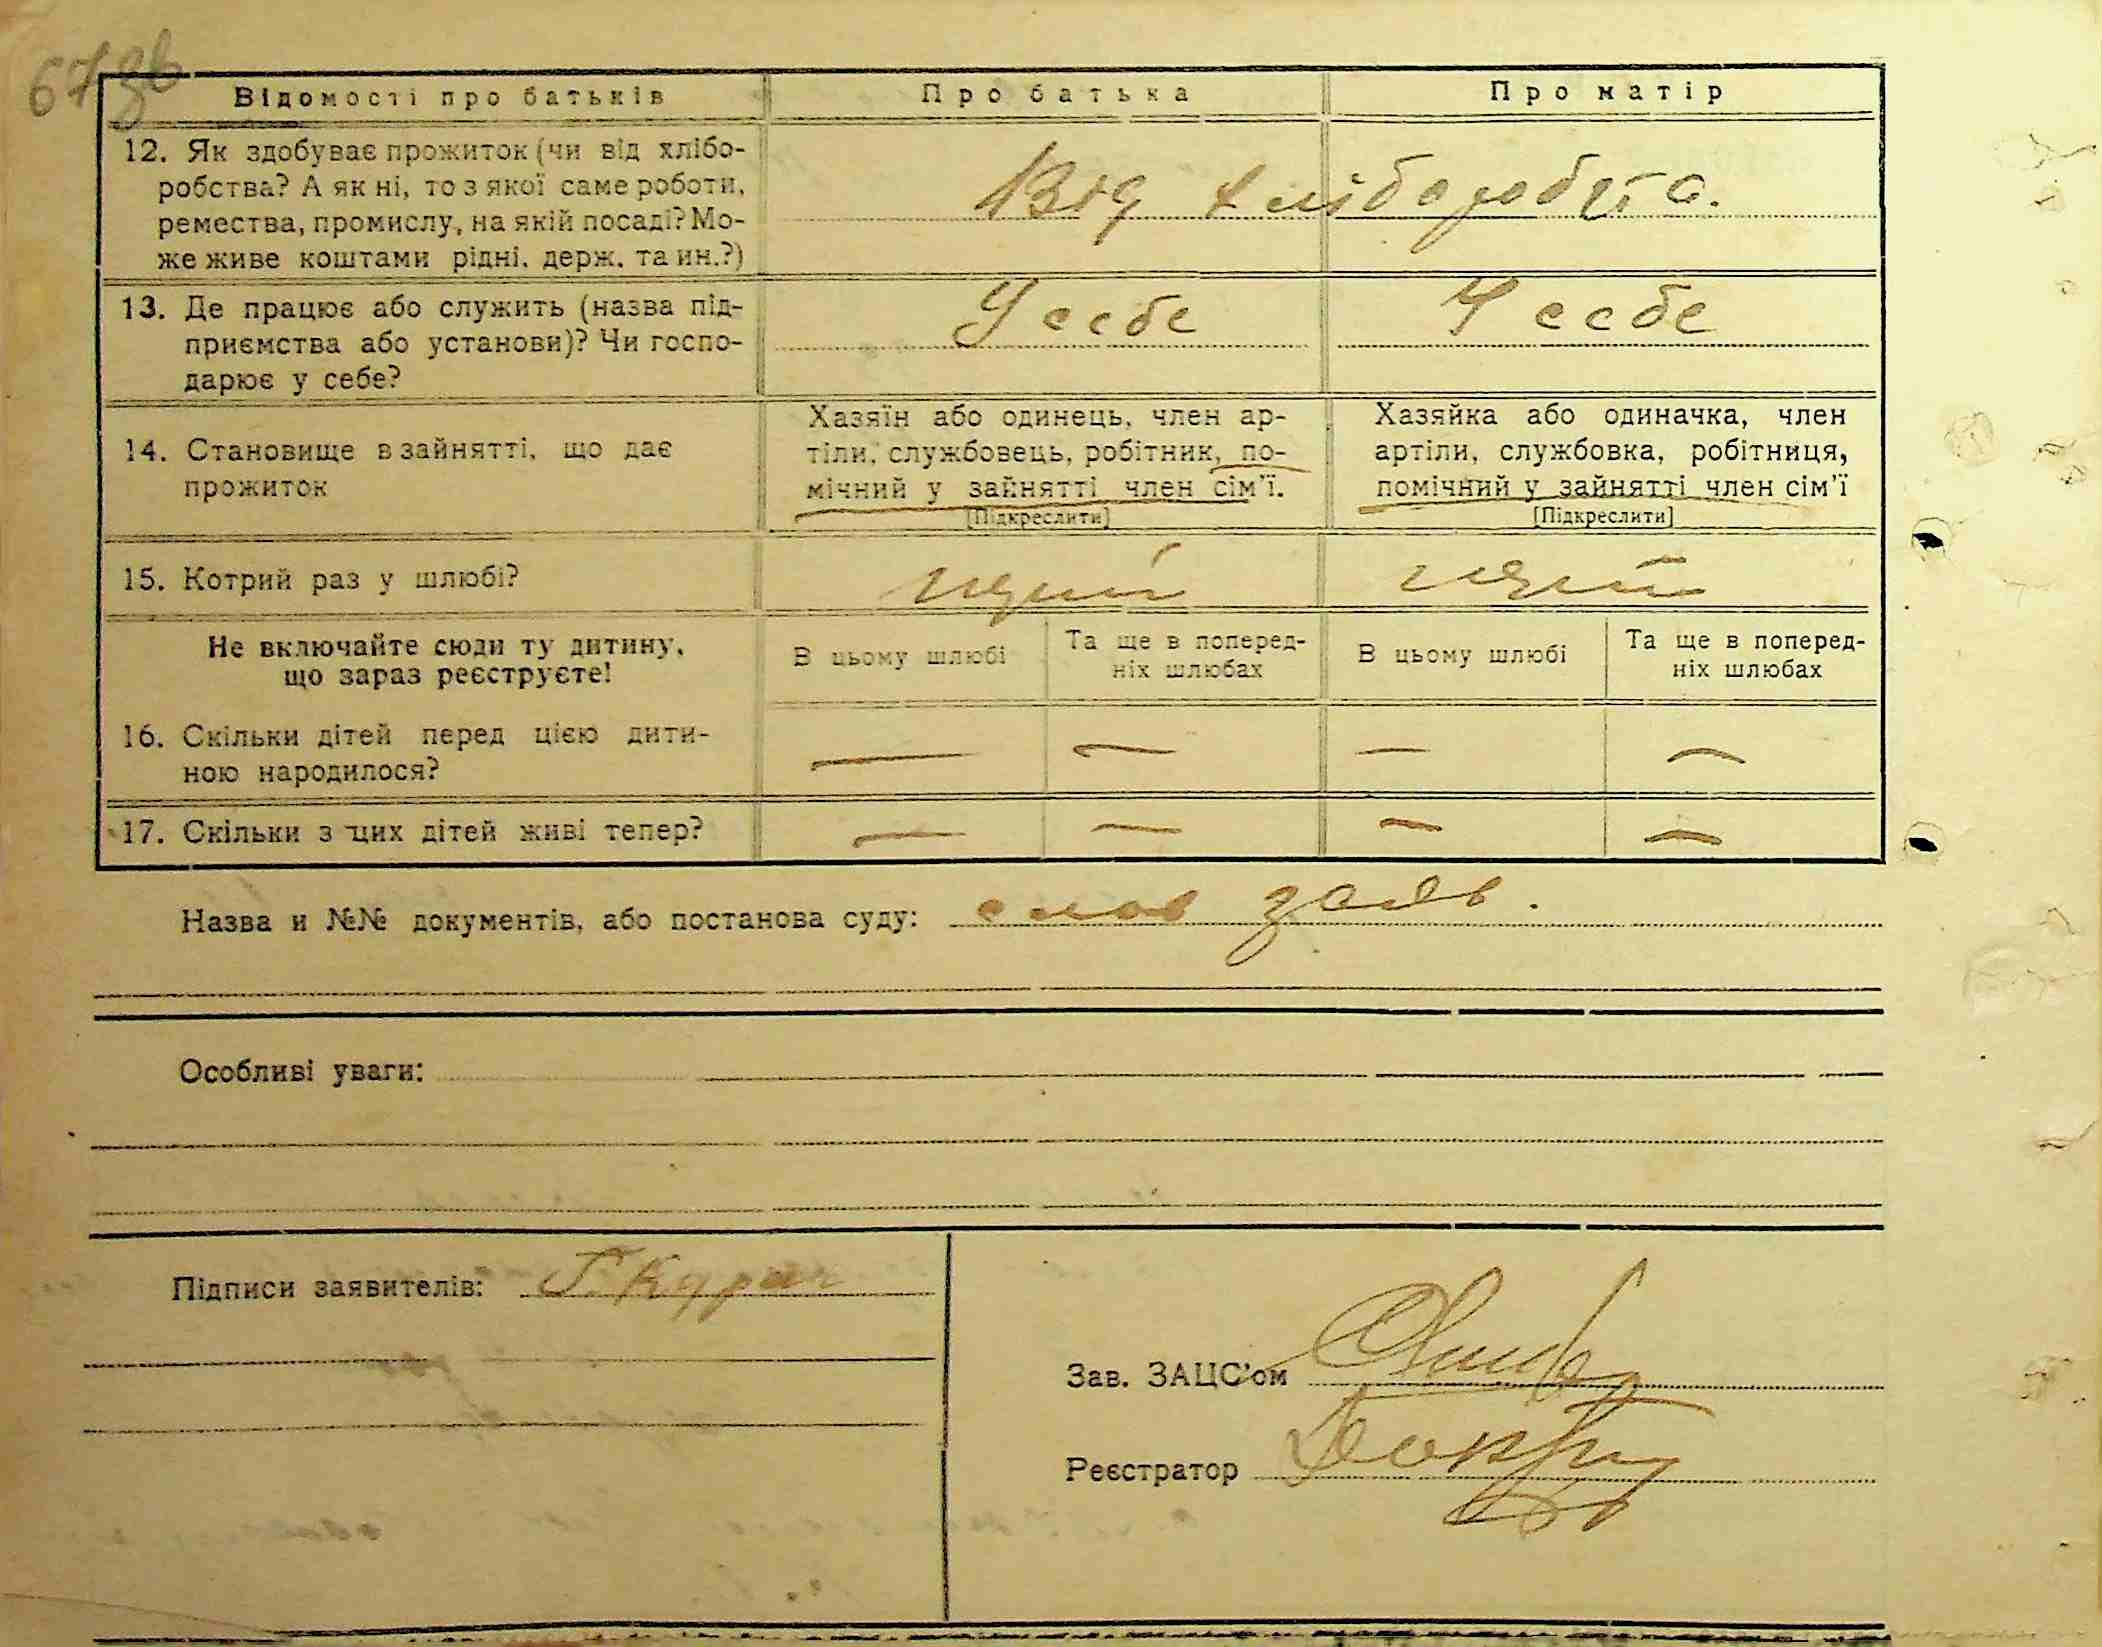 67 зв
Відомості про батьків
Про батька
Про матір
12. Як здобуває прожиток (чи від хлібо-
робства? А як ні, то з якої саме роботи,
ремества, промислу, на якій посаді? Мо-
же живе коштами рідні, держ. та ин.?)
Від хліборобста.
13. Де працює або служить (назва під-
приємства або установи)? Чи госпо-
дарює у себе?
У себе
У себе
14. Становище в зайнятті, що дає
прожиток
Хазяїн або одинець, член ар-
тіли, службовець, робітник, по-
мічний у зайнятті член сім'ї.
[Підкреслити]
Хазяйка або одиначка, член
артіли, службовка, робітниця,
помічний у зайнятті член сім'ї
[Підкреслити]
15. Котрий раз у шлюбі?
Не включайте сюди ту дитину,
що зараз реєструєте!
В цьому шлюбі
Та ще в поперед-
ніх шлюбах
В цьому шлюбі
Та ще в поперед-
ніх шлюбах
16. Скільки дітей перед цією дити-
ною народилося?
— — — —
17. Скільки з цих дітей живі тепер?
— — — —
Назва и №№ документів, або постанова суду: слов заяв.
Особливі уваги:
Підписи заявителів:
Зав. ЗАЦС'ом
Реєстратор